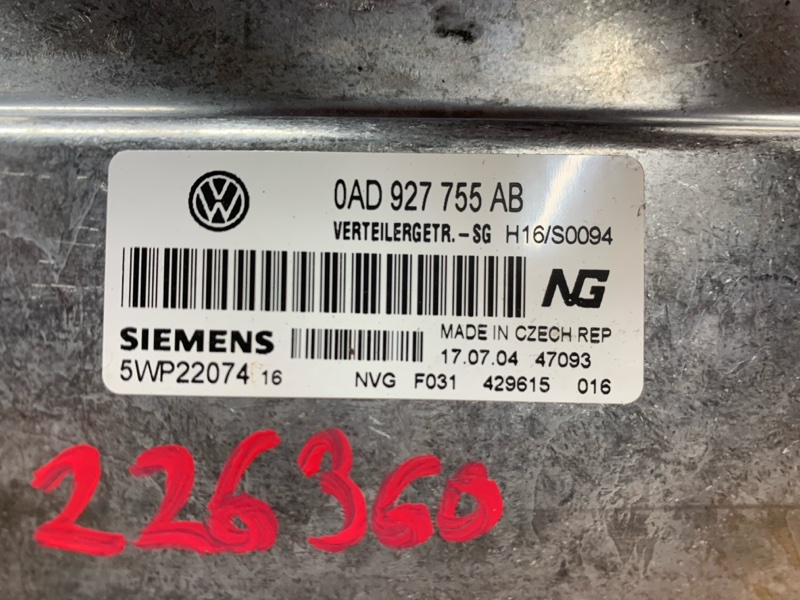 VW
0AD 927 755 AB
VERTEILERGETR.-SG H16/S0094
NG
SIEMENS
MADE IN CZECH REP
17.07.04 47093
5WP22074 16
NVG F031 429615 016
226360